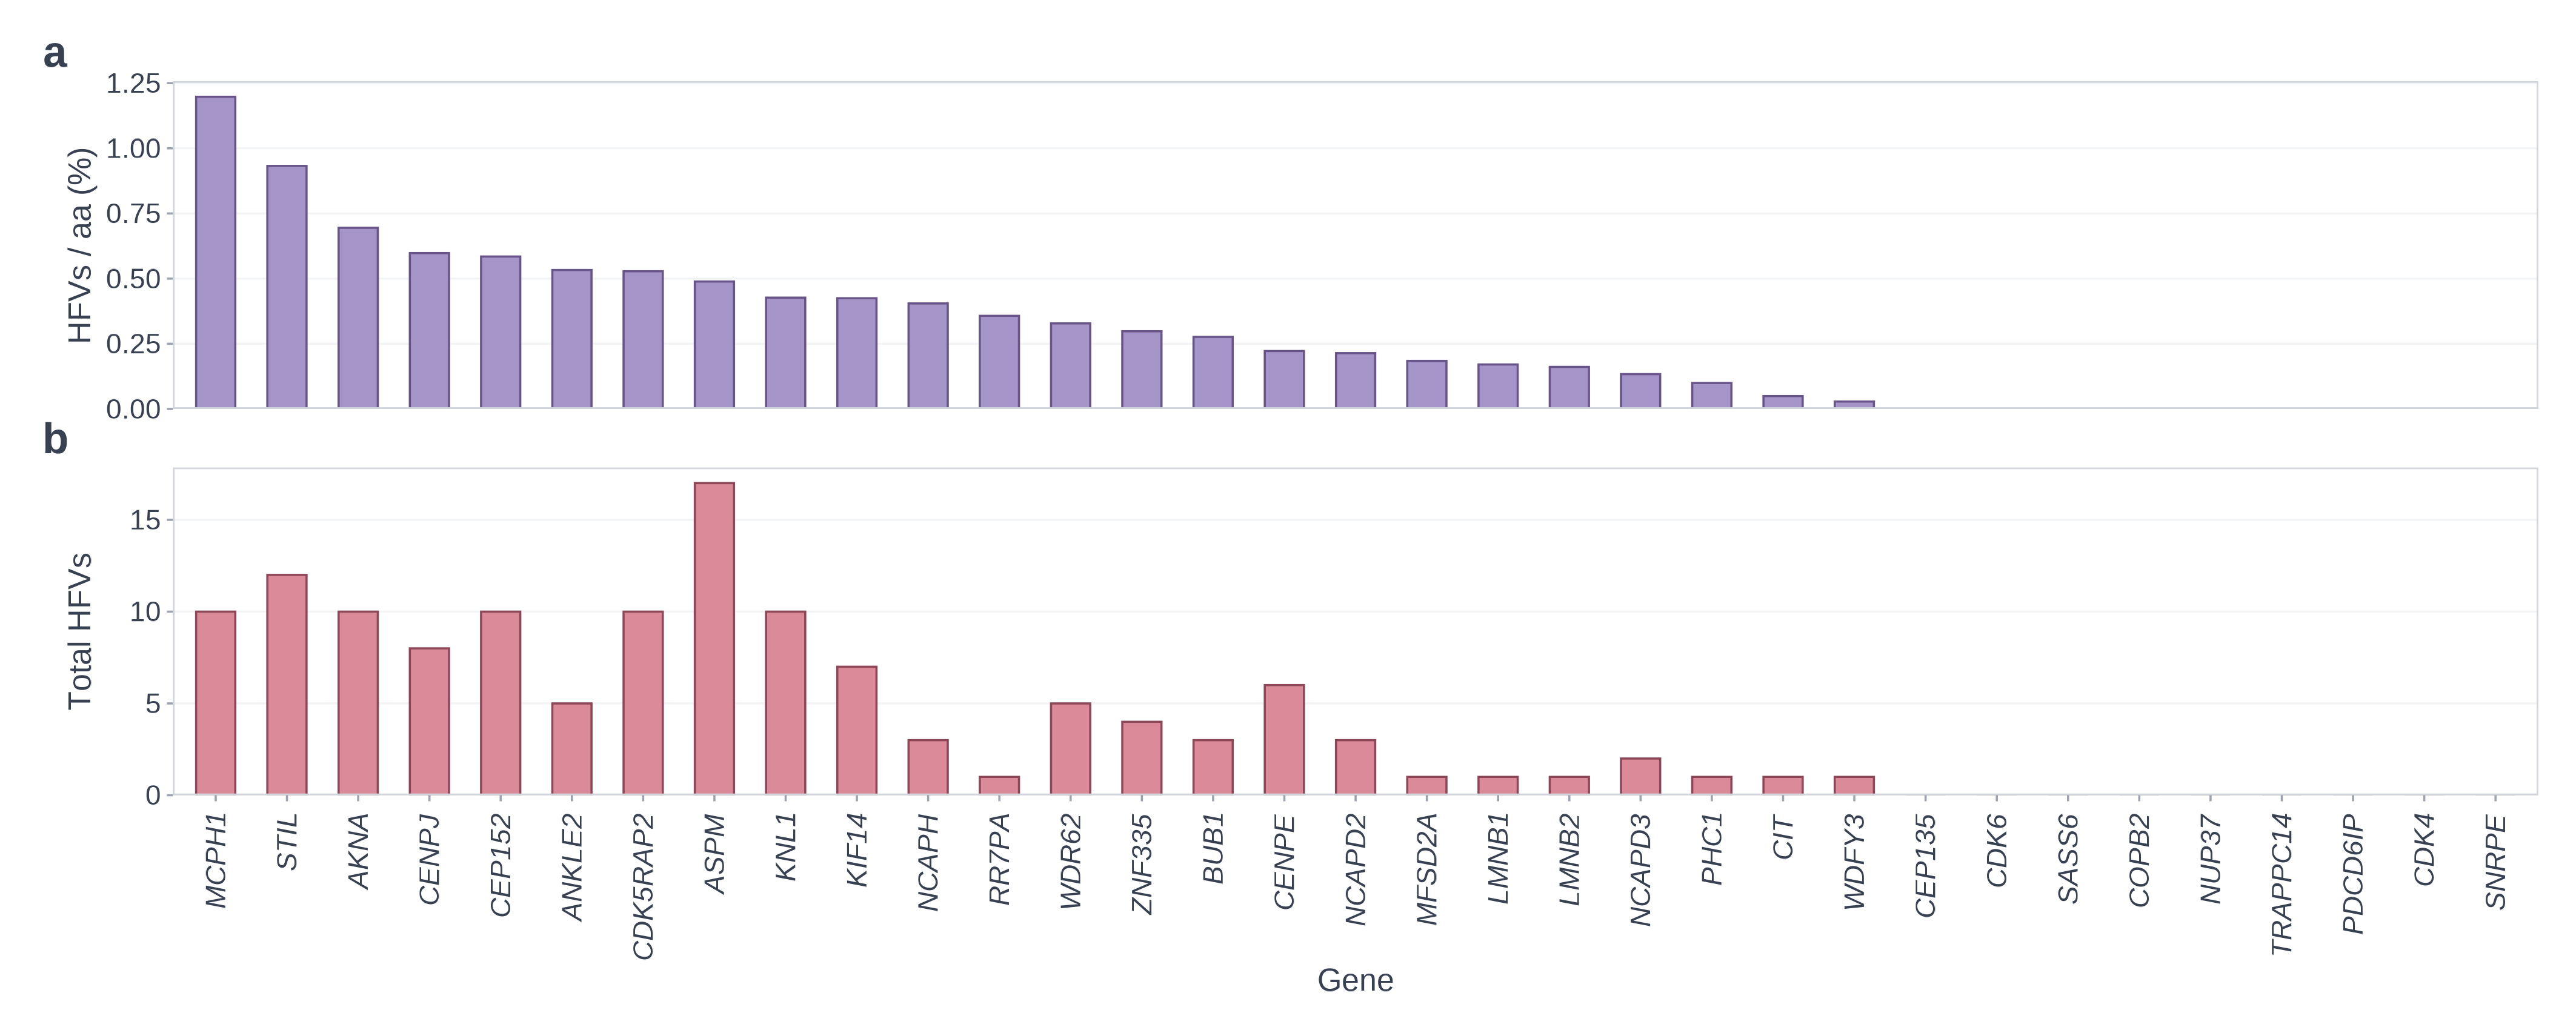 a
1.25
1.00
0.75
0.50
0.25
0.00
HFVs / aa (%)
b
15
10
5
0
Total HFVs
MCPH1
STIL
AKNA
CENPJ
CEP152
ANKLE2
CDK5RAP2
ASPM
KNL1
KIF14
NCAPH
RR7PA
WDR62
ZNF335
BUB1
CENPE
NCAPD2
MFSD2A
LMNB1
LMNB2
NCAPD3
PHC1
CIT
WDFY3
CEP135
CDK6
SASS6
COPB2
NUP37
TRAPPC14
PDCD6IP
CDK4
SNRPE
Gene